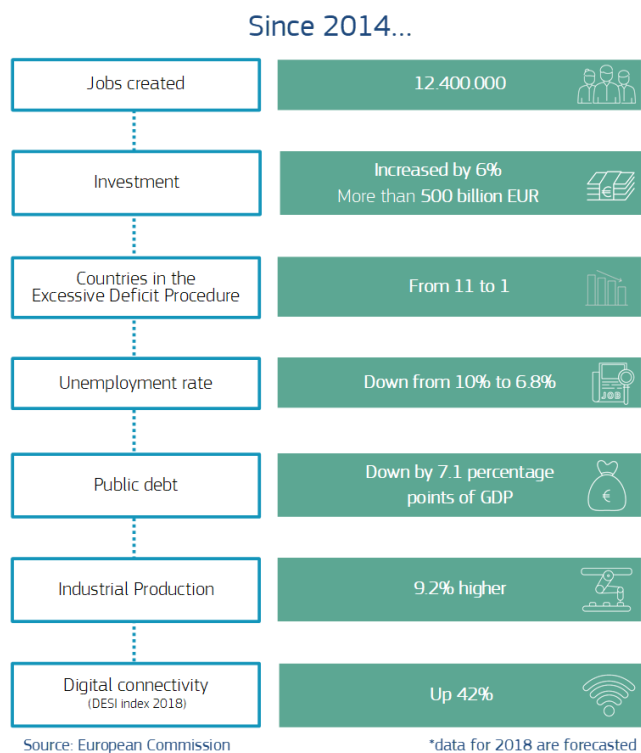 Since 2014...
Jobs created
12.400.000
Investment
Increased by 6%
More than 500 billion EUR
Countries in the
Excessive Deficit Procedure
From 11 to 1
Unemployment rate
Down from 10% to 6.8%
JOB
Public debt
Down by 7.1 percentage
points of GDP
€
Industrial Production
9.2% higher
Digital connectivity
(DESI index 2018)
Up 42%
Source: European Commission
*data for 2018 are forecasted